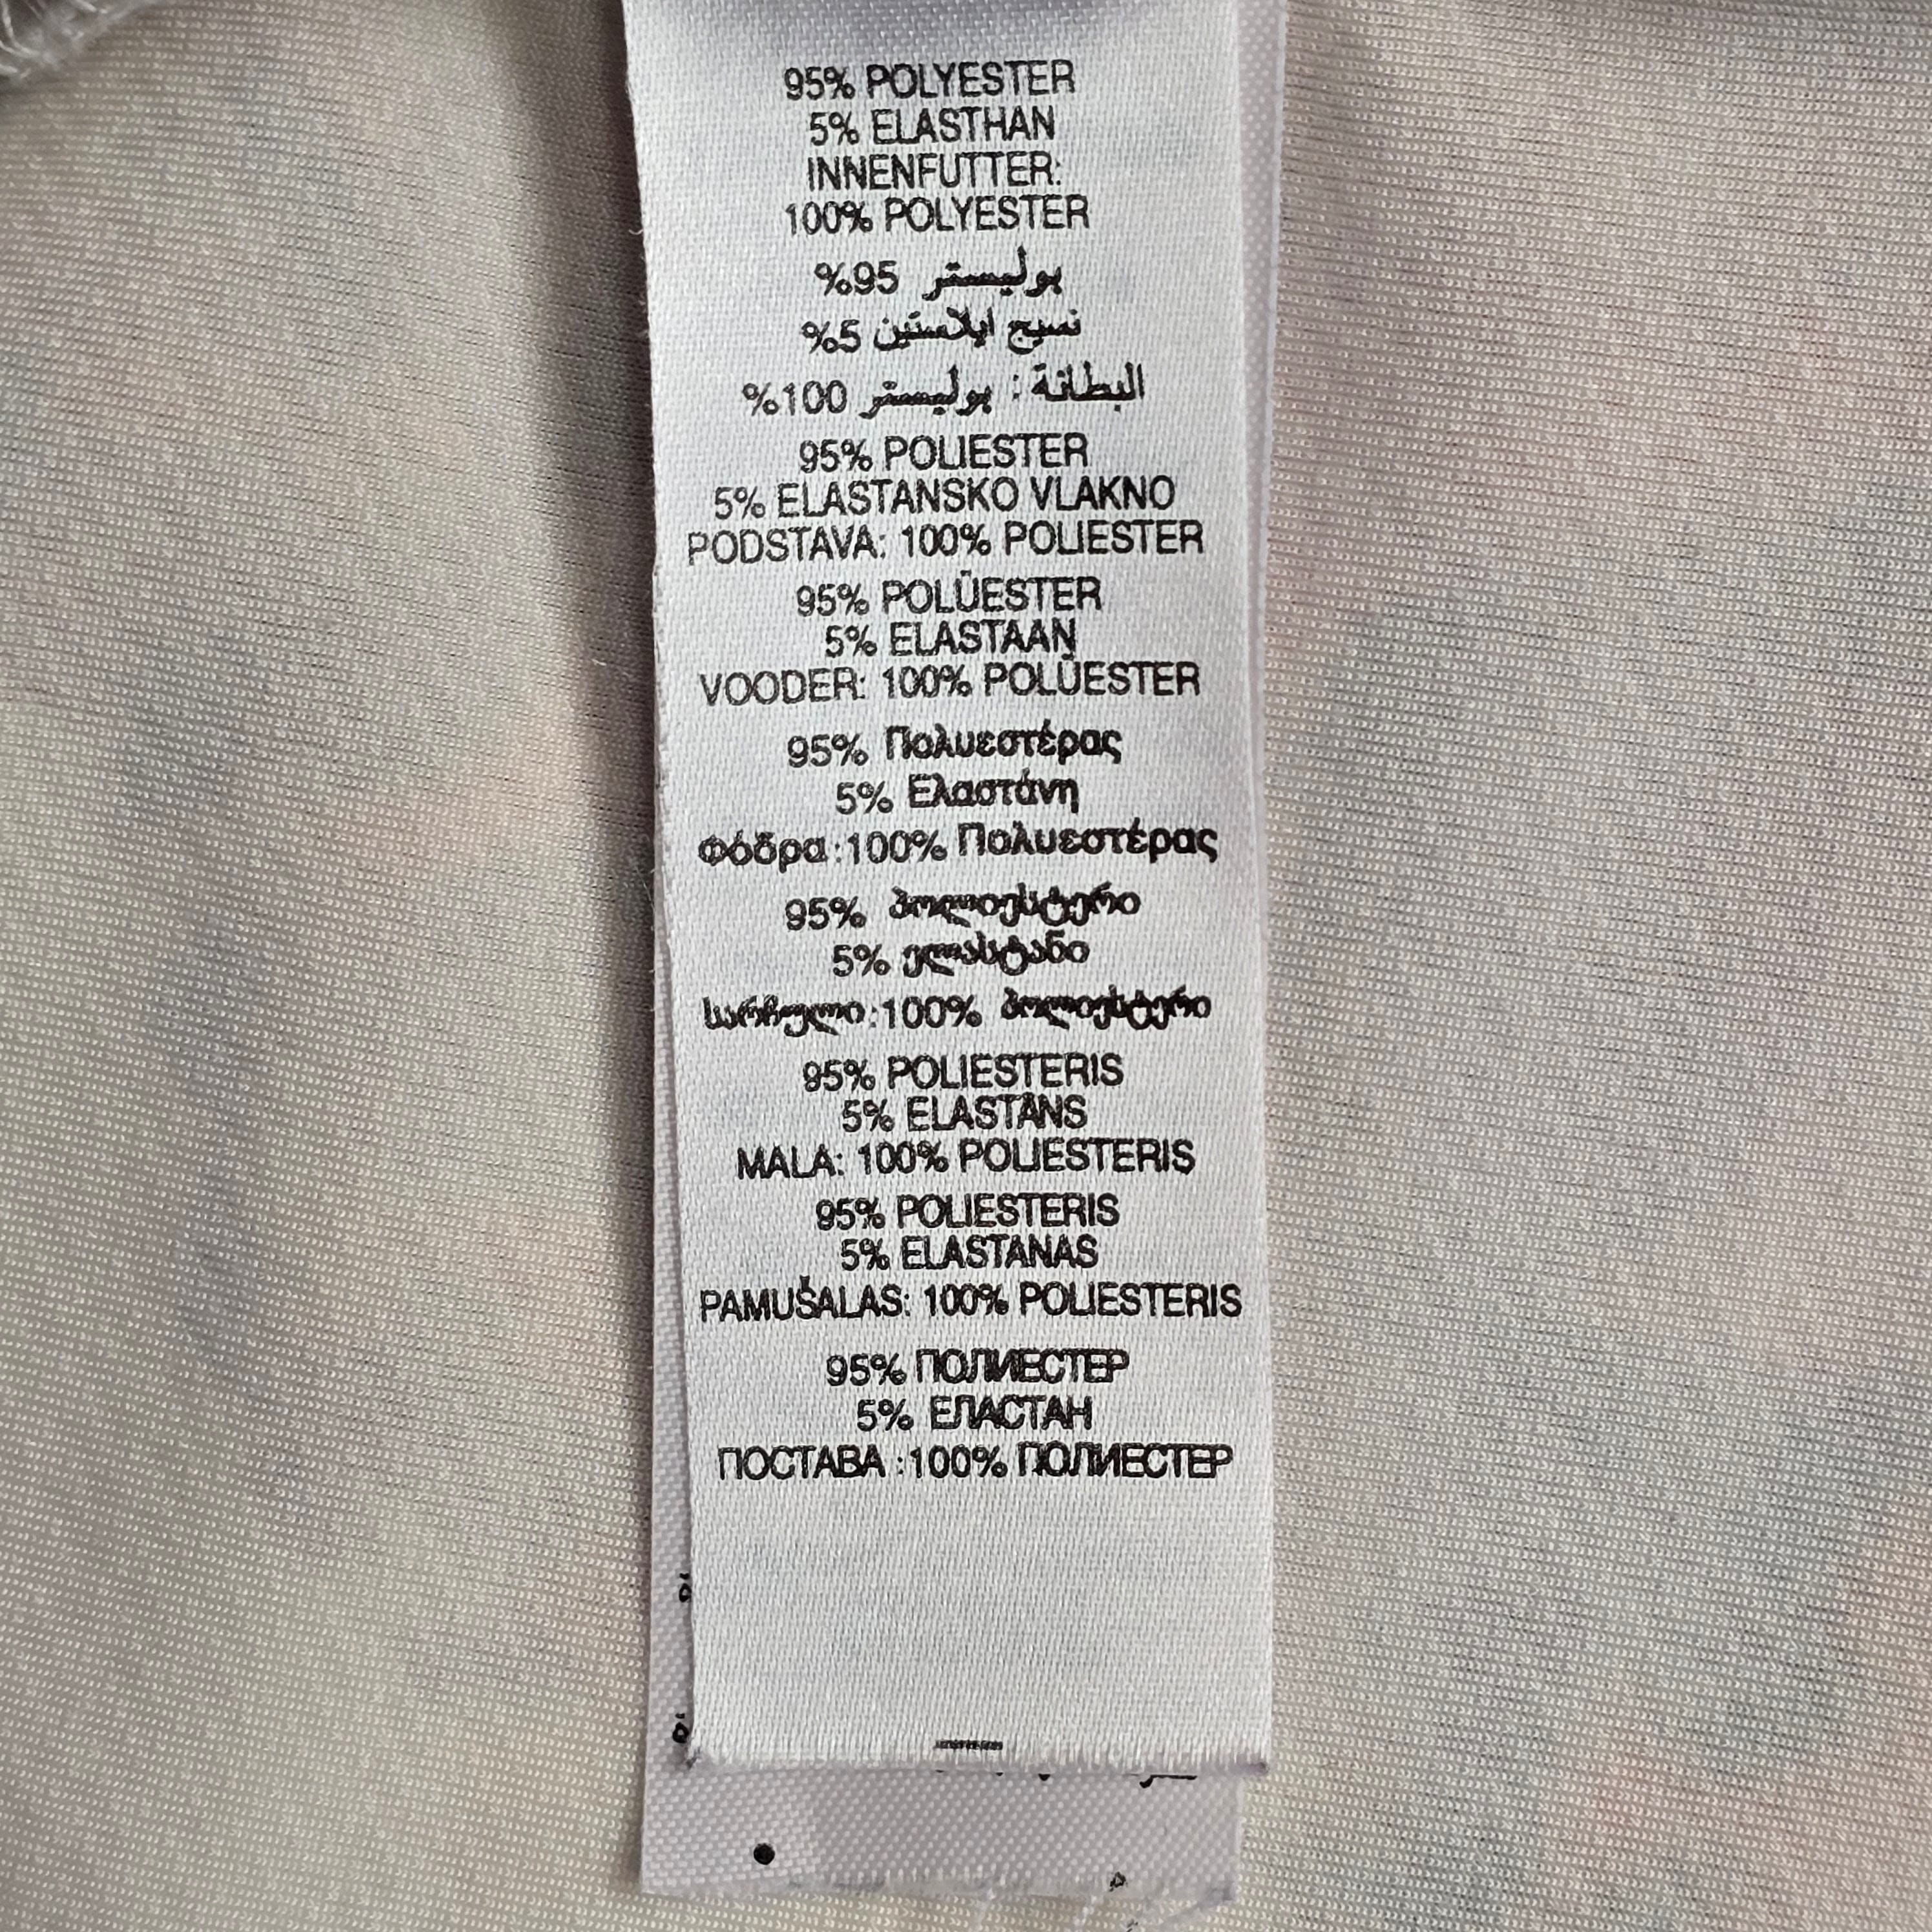 95% POLYESTER
5% ELASTHAN
INNENFUTTER:
100% POLYESTER
بوليستر 95%
نسيج ايلاستين 5%
البطانة : بوليستر 100%
95% POLIESTER
5% ELASTANSKO VLAKNO
PODSTAVA: 100% POLIESTER
95% POLÜESTER
5% ELASTAAN
VOODER: 100% POLÜESTER
95% Πολυεστέρας
5% Ελαστάνη
Φόδρα:100% Πολυεστέρας
95% პოლიესტერი
5% ელასტანი
სარჩული:100% პოლიესტერი
95% POLIESTERIS
5% ELASTĀNS
MALA: 100% POLIESTERIS
95% POLIESTERIS
5% ELASTANAS
PAMUŠALAS: 100% POLIESTERIS
95% ПОЛИЕСТЕР
5% ЕЛАСТАН
ПОСТАВА :100% ПОЛИЕСТЕР